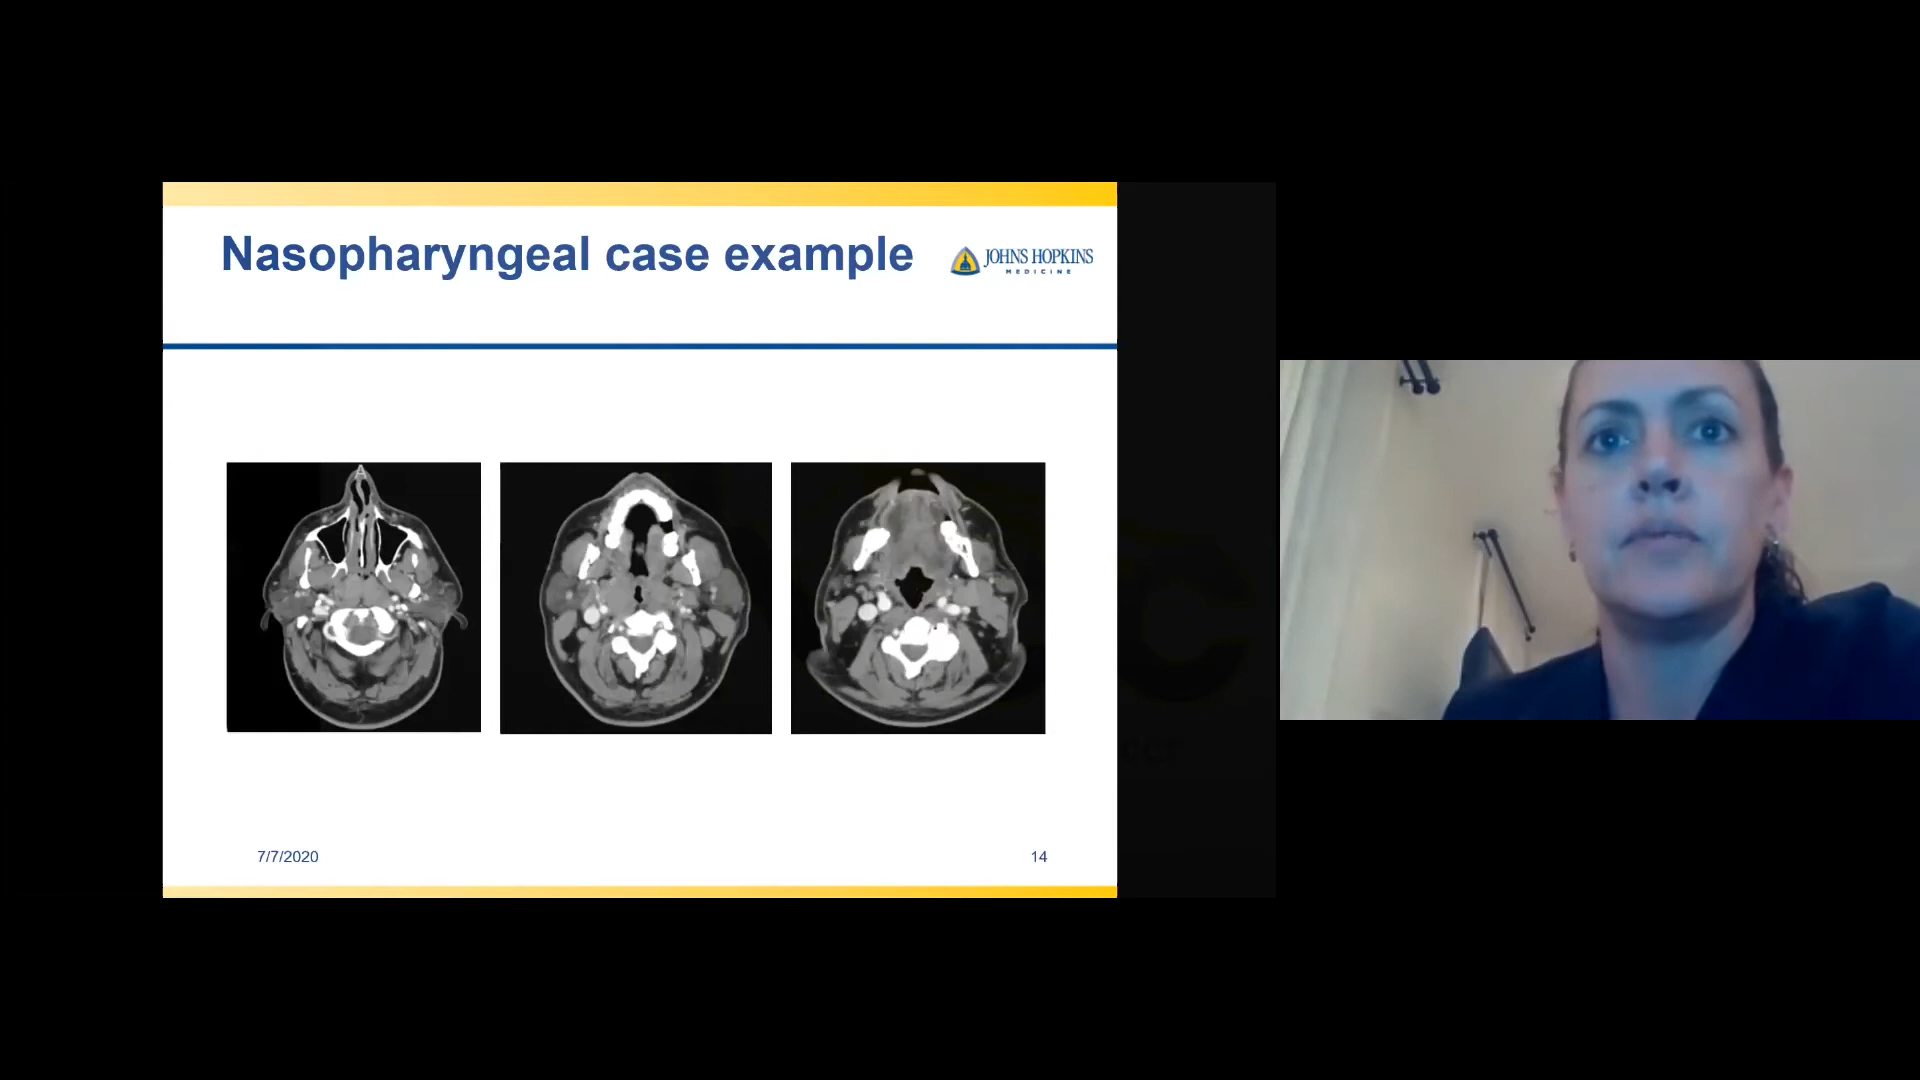 Nasopharyngeal case example
JOHNS HOPKINS
MEDICINE
7/7/2020
14